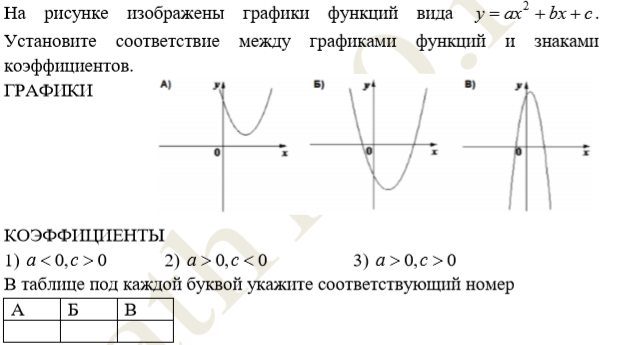 На рисунке изображены графики функций вида y = ax² + bx + c.
Установите соответствие между графиками функций и знаками
коэффициентов.
ГРАФИКИ
А) y 0 x Б) y 0 x В) y 0 x
КОЭФФИЦИЕНТЫ
1) a < 0, c > 0 2) a > 0, c < 0 3) a > 0, c > 0
В таблице под каждой буквой укажите соответствующий номер
А Б В